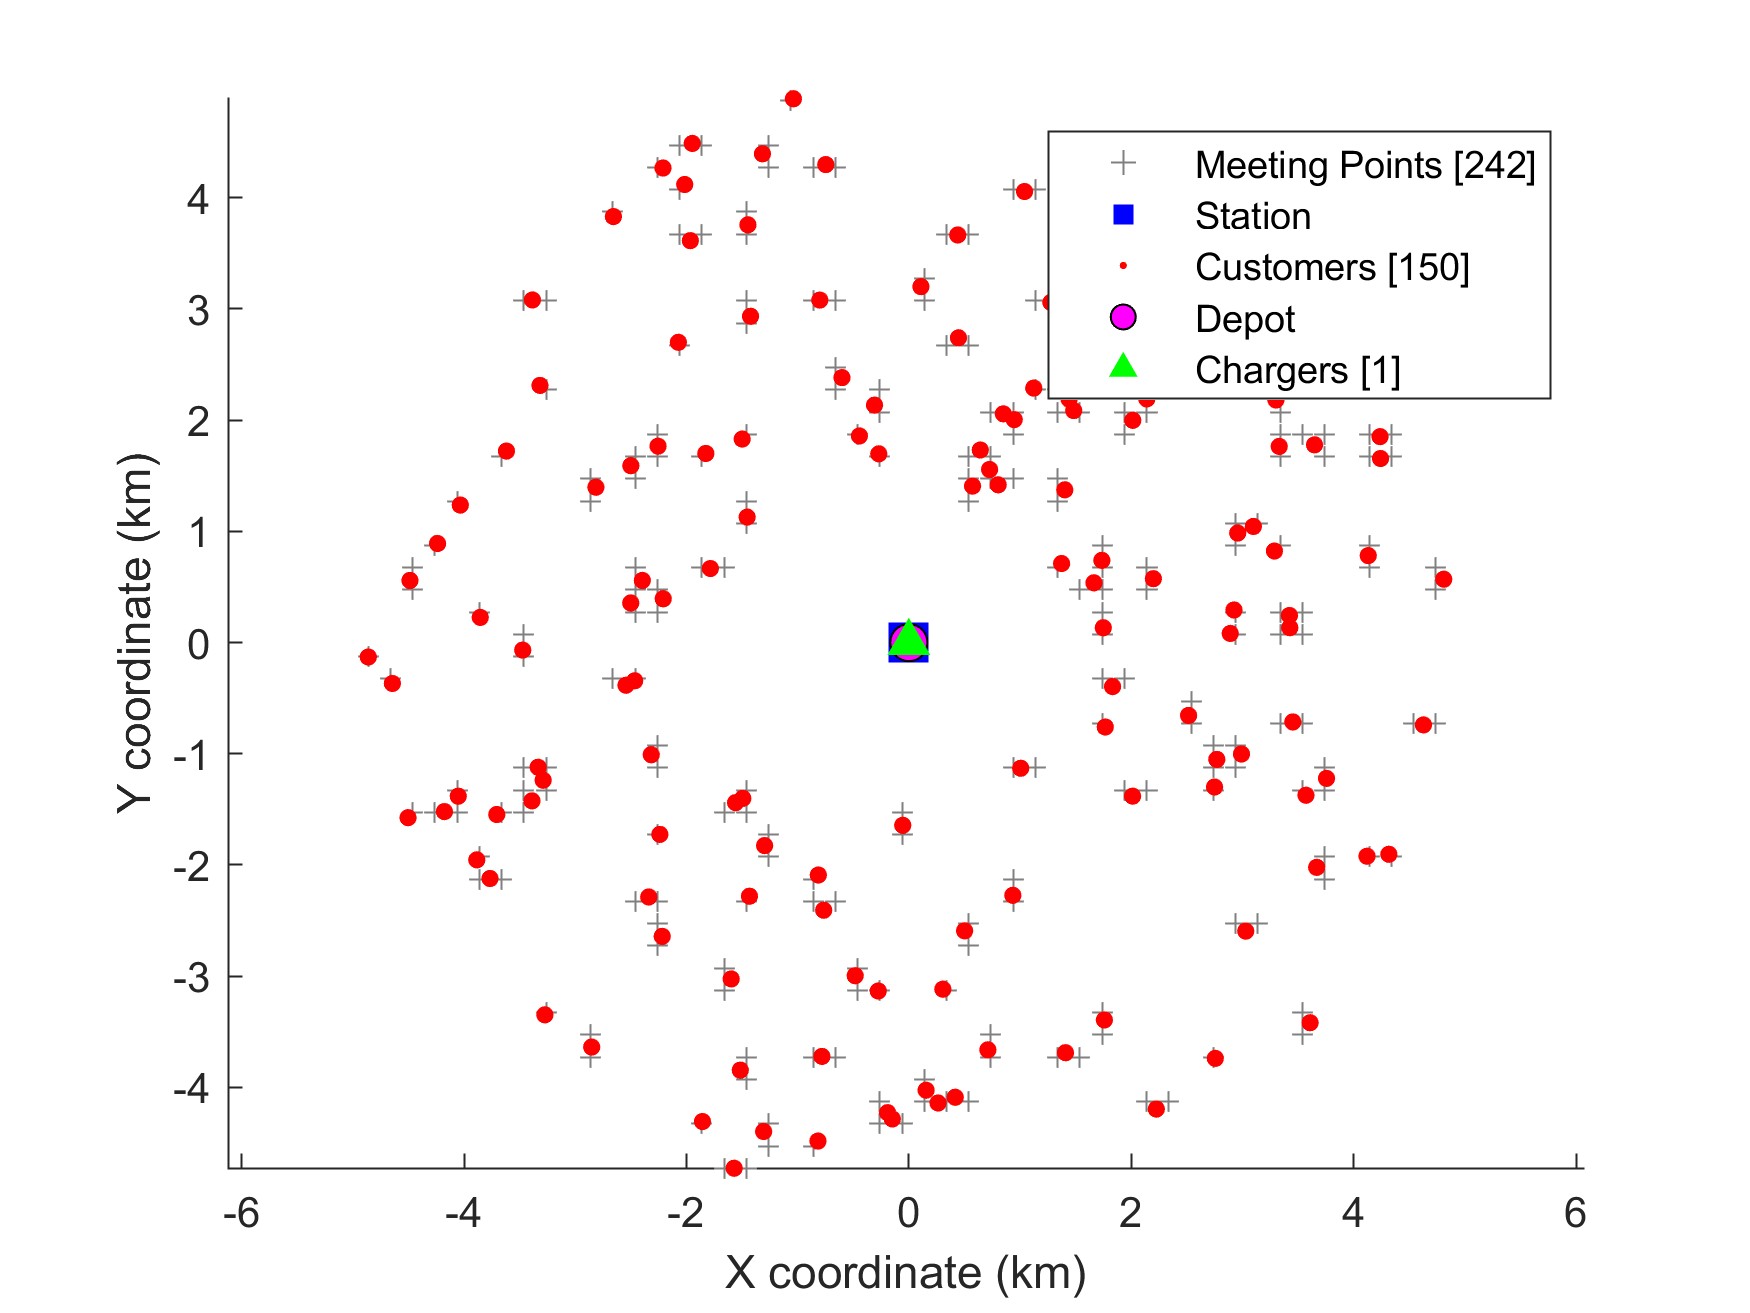 Meeting Points [242]
Station
Customers [150]
Depot
Chargers [1]
Y coordinate (km)
4
3
2
1
0
-1
-2
-3
-4
-6 -4 -2 0 2 4 6
X coordinate (km)